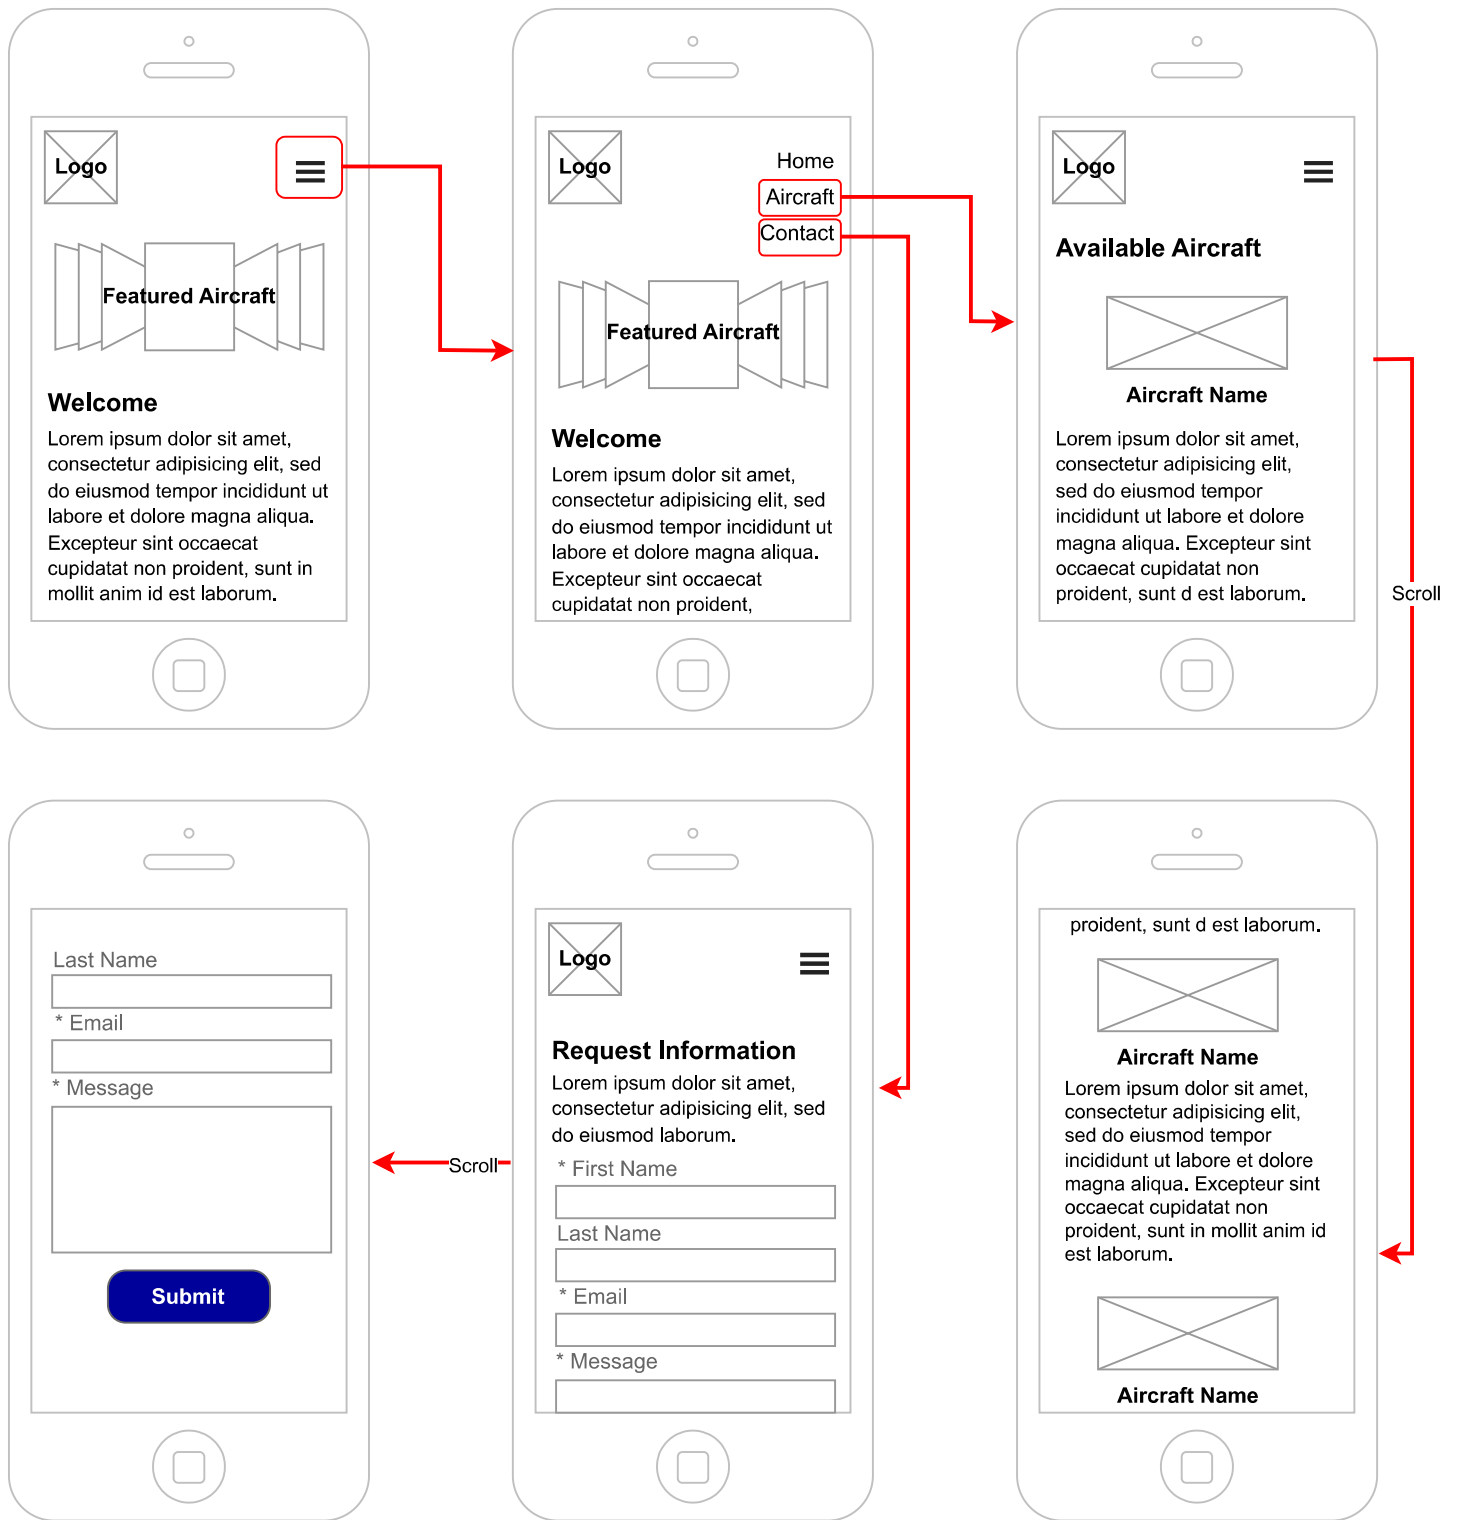 Logo
Featured Aircraft
Welcome
Lorem ipsum dolor sit amet,
consectetur adipisicing elit, sed
do eiusmod tempor incididunt ut
labore et dolore magna aliqua.
Excepteur sint occaecat
cupidatat non proident, sunt in
mollit anim id est laborum.
Logo
Home
Aircraft
Contact
Featured Aircraft
Welcome
Lorem ipsum dolor sit amet,
consectetur adipisicing elit, sed
do eiusmod tempor incididunt ut
labore et dolore magna aliqua.
Excepteur sint occaecat
cupidatat non proident,
Logo
Available Aircraft
Aircraft Name
Lorem ipsum dolor sit amet,
consectetur adipisicing elit,
sed do eiusmod tempor
incididunt ut labore et dolore
magna aliqua. Excepteur sint
occaecat cupidatat non
proident, sunt d est laborum.
Scroll
Last Name
* Email
* Message
Submit
Scroll
Logo
Request Information
Lorem ipsum dolor sit amet,
consectetur adipisicing elit, sed
do eiusmod laborum.
* First Name
Last Name
* Email
* Message
proident, sunt d est laborum.
Aircraft Name
Lorem ipsum dolor sit amet,
consectetur adipisicing elit,
sed do eiusmod tempor
incididunt ut labore et dolore
magna aliqua. Excepteur sint
occaecat cupidatat non
proident, sunt in mollit anim id
est laborum.
Aircraft Name